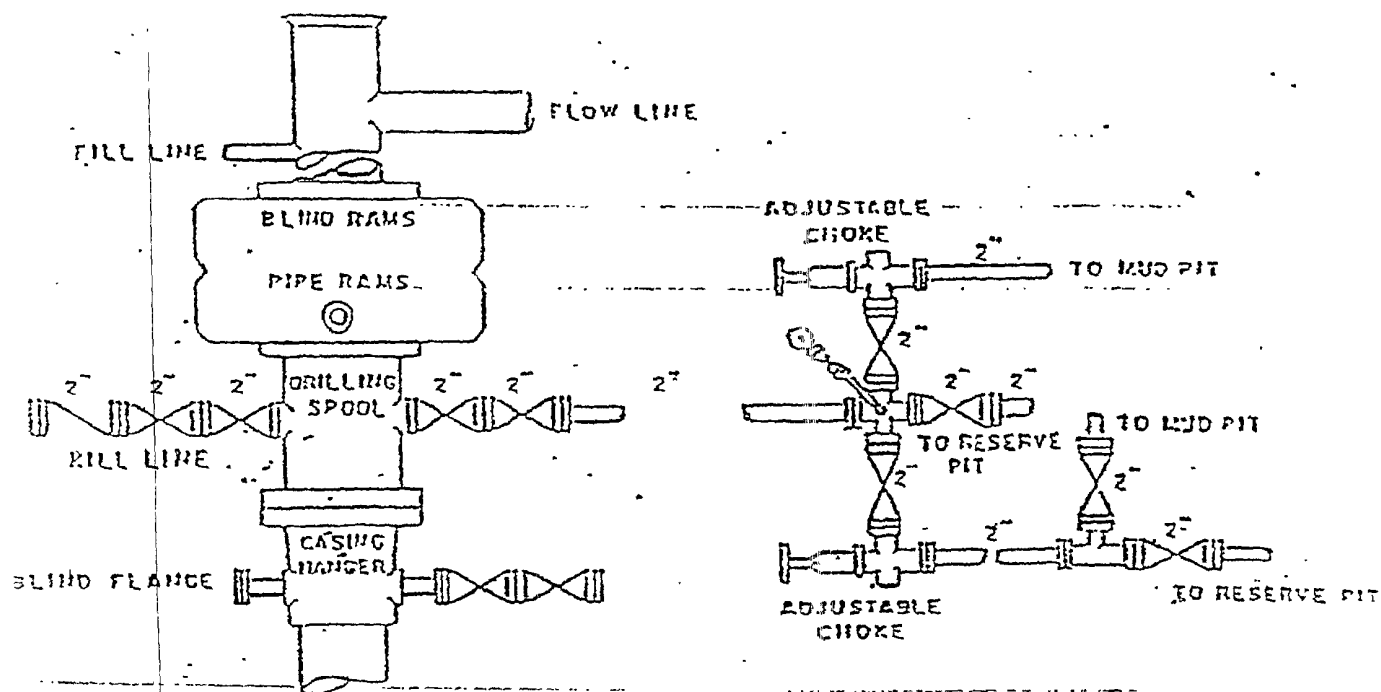 FLOW LINE
FILL LINE
BLIND RAMS
PIPE RAMS
ADJUSTABLE
CHOKE
2"
TO MUD PIT
2"
2"
2"
2"
DRILLING
SPOOL
2"
2"
2"
2"
2"
KILL LINE
TO RESERVE
PIT
TO MUD PIT
2"
2"
CASING
HANGER
2"
2"
BLIND FLANGE
ADJUSTABLE
CHOKE
TO RESERVE PIT